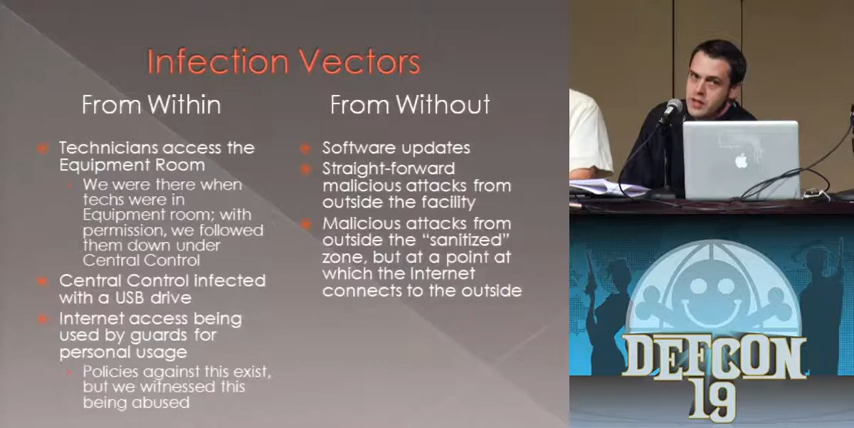 Infection Vectors
From Within
Technicians access the
Equipment Room
We were there when
techs were in
Equipment room; with
permission, we followed
them down under
Central Control
Central Control infected
with a USB drive
Internet access being
used by guards for
personal usage
Policies against this exist,
but we witnessed this
being abused
From Without
Software updates
Straight-forward
malicious attacks from
outside the facility
Malicious attacks from
outside the “sanitized”
zone, but at a point at
which the Internet
connects to the outside
DEFCON
19